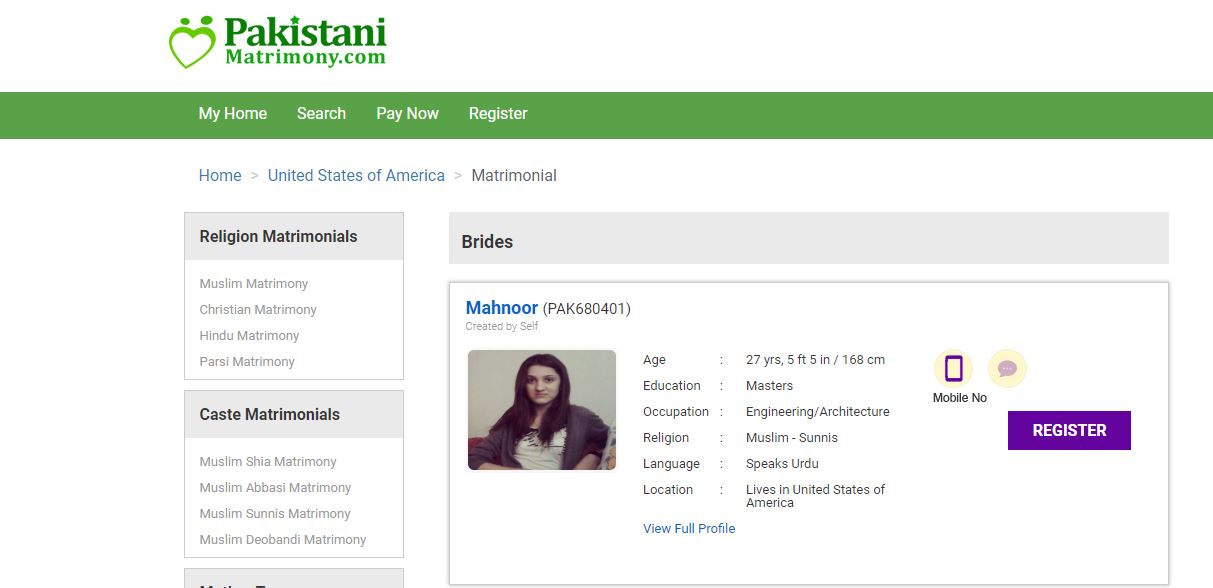 Pakistani
Matrimony.com
My Home
Search
Pay Now
Register
Home > United States of America > Matrimonial
Religion Matrimonials
Muslim Matrimony
Christian Matrimony
Hindu Matrimony
Parsi Matrimony
Caste Matrimonials
Muslim Shia Matrimony
Muslim Abbasi Matrimony
Muslim Sunnis Matrimony
Muslim Deobandi Matrimony
Brides
Mahnoor (PAK680401)
Created by Self
Age : 27 yrs, 5 ft 5 in / 168 cm
Education : Masters
Occupation : Engineering/Architecture
Religion : Muslim - Sunnis
Language : Speaks Urdu
Location : Lives in United States of
America
View Full Profile
Mobile No
REGISTER